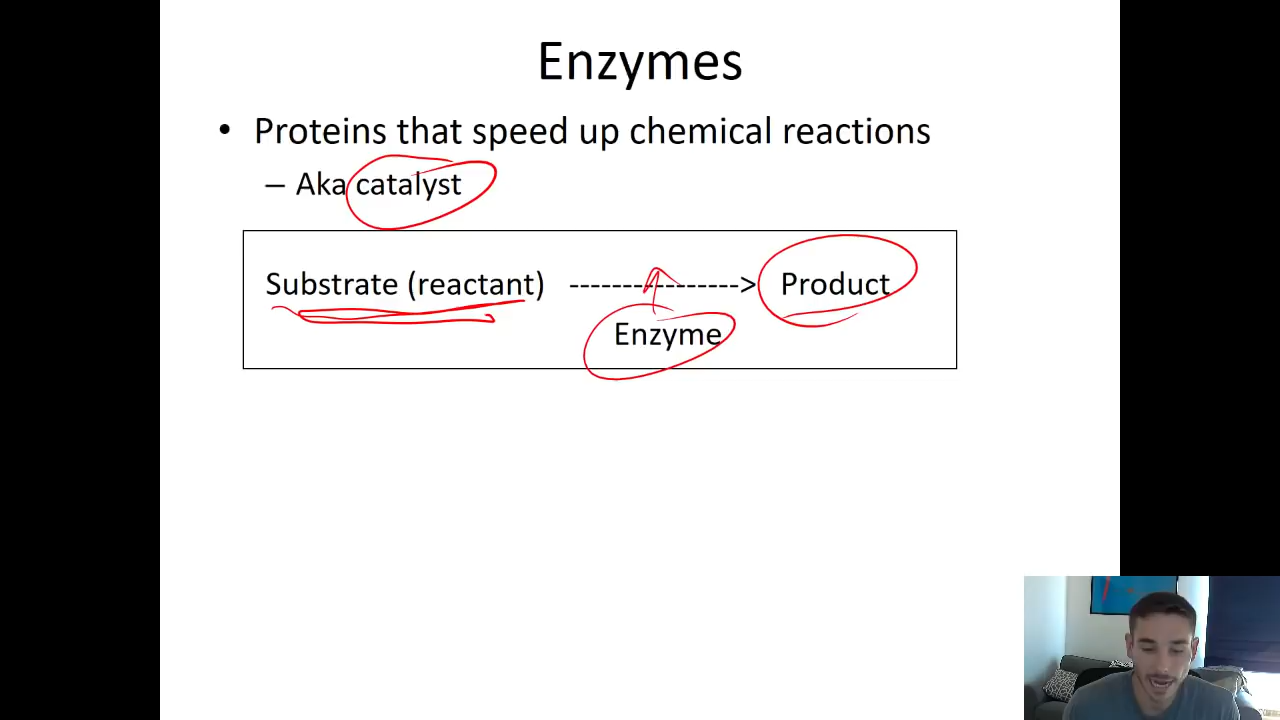 Enzymes
• Proteins that speed up chemical reactions
– Aka catalyst
Substrate (reactant) -----------------> Product
Enzyme